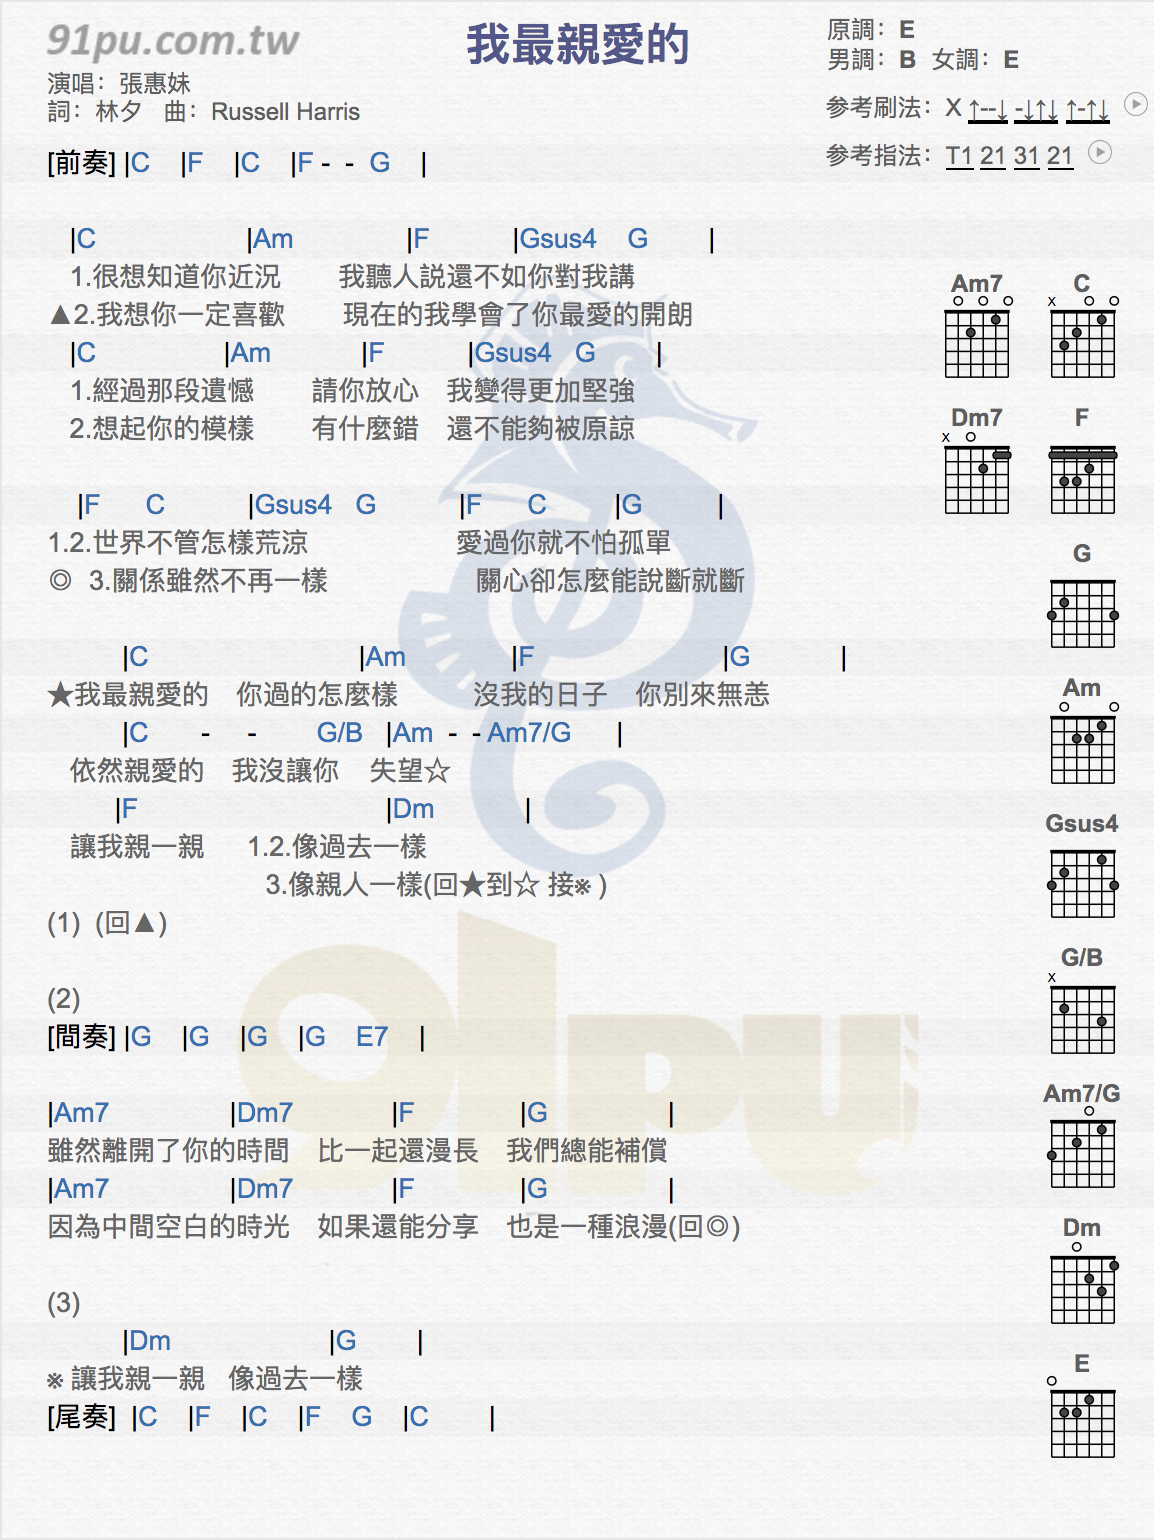 91pu.com.tw
我最親愛的
原調：E
男調：B 女調：E
演唱：張惠妹
詞：林夕 曲：Russell Harris
參考刷法：X ↑--↓ -↓↑↓ ↑-↑↓
參考指法：T1 21 31 21
[前奏] |C |F |C |F - - G |
|C |Am |F |Gsus4 G |
1.很想知道你近況 我聽人說還不如你對我講
▲2.我想你一定喜歡 現在的我學會了你最愛的開朗
|C |Am |F |Gsus4 G |
1.經過那段遺憾 請你放心 我變得更加堅強
2.想起你的模樣 有什麼錯 還不能夠被原諒
|F C |Gsus4 G |F C |G |
1.2.世界不管怎樣荒涼 愛過你就不怕孤單
◎ 3.關係雖然不再一樣 關心卻怎麼能說斷就斷
|C |Am |F |G |
★我最親愛的 你過的怎麼樣 沒我的日子 你別來無恙
|C - - G/B |Am - - Am7/G |
依然親愛的 我沒讓你 失望☆
|F |Dm |
讓我親一親 1.2.像過去一樣
3.像親人一樣(回★到☆ 接※ )
(1) (回▲)
(2)
[間奏] |G |G |G |G E7 |
|Am7 |Dm7 |F |G |
雖然離開了你的時間 比一起還漫長 我們總能補償
|Am7 |Dm7 |F |G |
因為中間空白的時光 如果還能分享 也是一種浪漫(回◎)
(3)
|Dm |G |
※ 讓我親一親 像過去一樣
[尾奏] |C |F |C |F G |C |
Am7 C
x
Dm7 F
x
G
Am
Gsus4
G/B
x
Am7/G
Dm
E
91pu